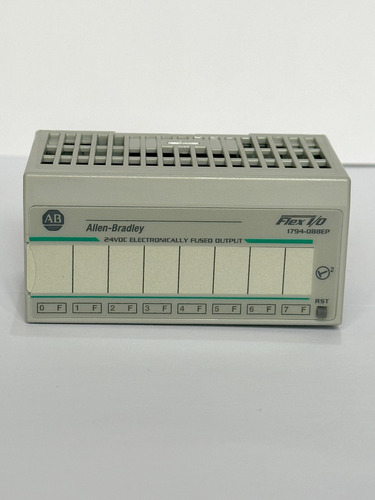 AB
Allen-Bradley
Flex I/O
1794-OB8EP
24VDC ELECTRONICALLY FUSED OUTPUT
2
RST
0 F 1 F 2 F 3 F 4 F 5 F 6 F 7 F